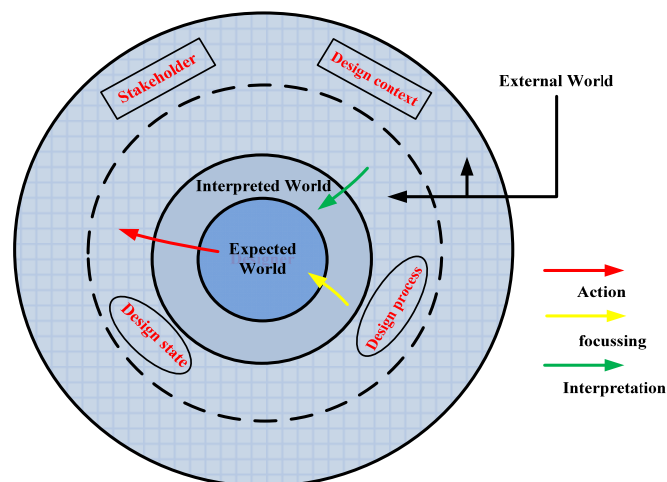 Stakeholder
Design context
External World
Interpreted World
Expected
World
Design state
Design process
Action
focussing
Interpretation